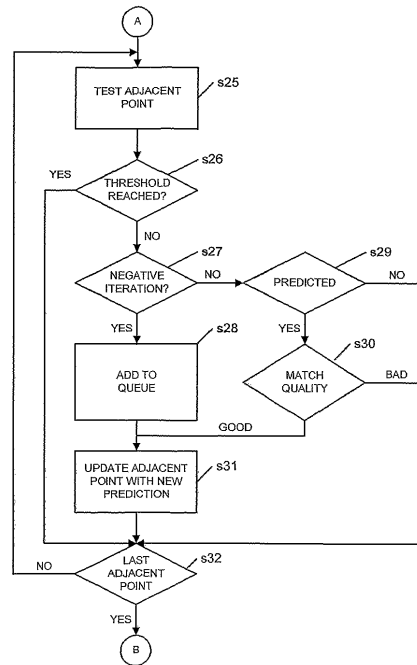 A
s25
TEST ADJACENT
POINT
s26
YES
THRESHOLD
REACHED?
NO
s27
s29
NEGATIVE
ITERATION?
NO
PREDICTED
NO
YES
s28
YES
s30
ADD TO
QUEUE
MATCH
QUALITY
BAD
GOOD
s31
UPDATE ADJACENT
POINT WITH NEW
PREDICTION
s32
NO
LAST
ADJACENT
POINT
YES
B